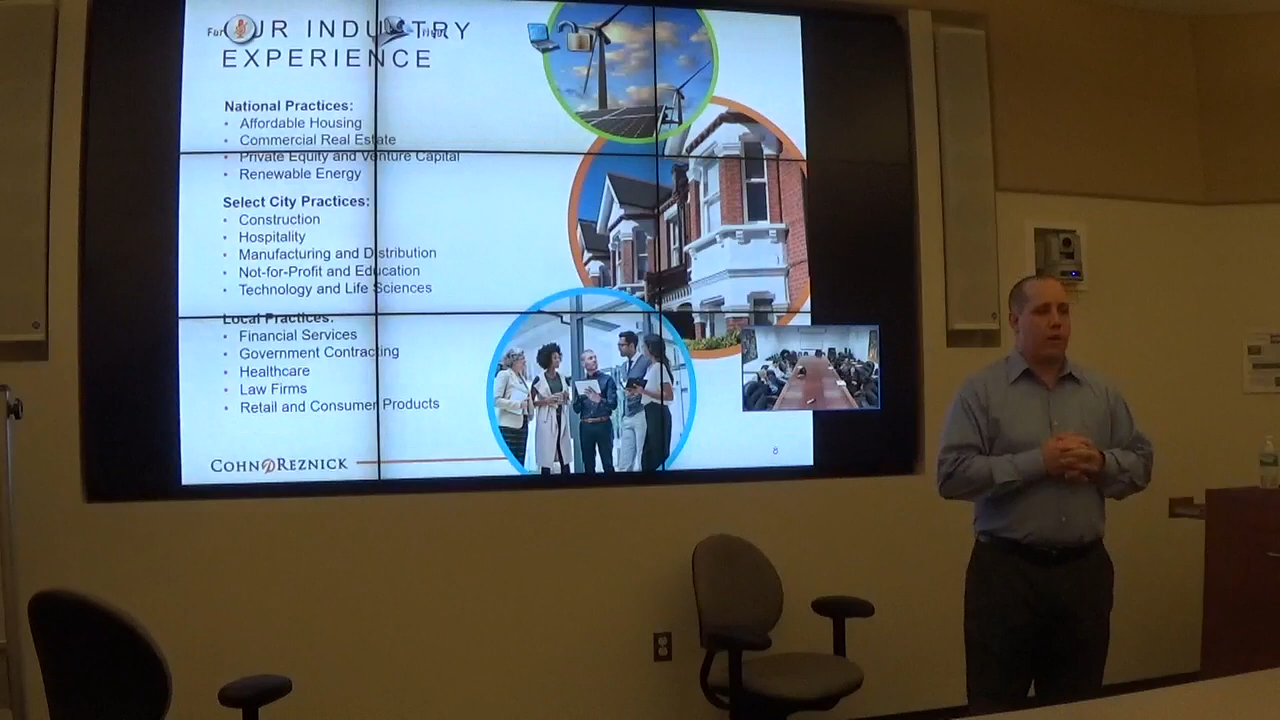 OUR INDUSTRY
EXPERIENCE
National Practices:
• Affordable Housing
• Commercial Real Estate
• Private Equity and Venture Capital
• Renewable Energy
Select City Practices:
• Construction
• Hospitality
• Manufacturing and Distribution
• Not-for-Profit and Education
• Technology and Life Sciences
Local Practices:
• Financial Services
• Government Contracting
• Healthcare
• Law Firms
• Retail and Consumer Products
COHNREZNICK
8